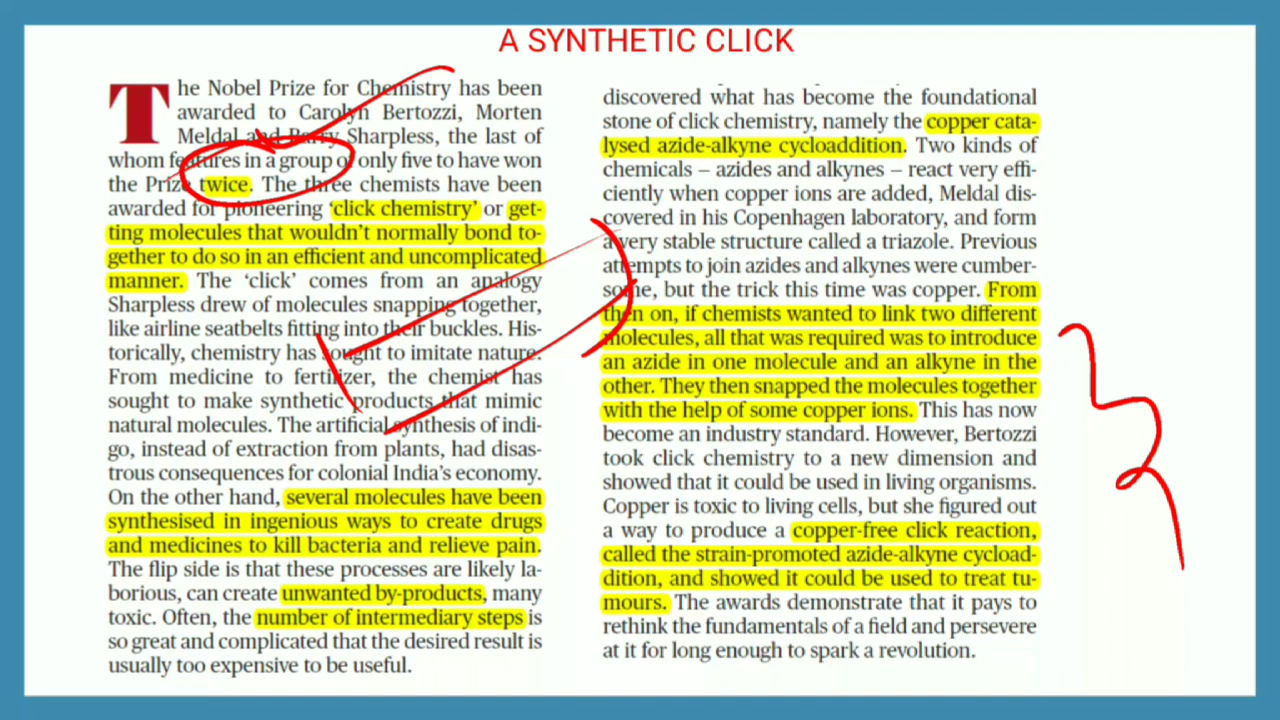 A SYNTHETIC CLICK
The Nobel Prize for Chemistry has been
awarded to Carolyn Bertozzi, Morten
Meldal and Barry Sharpless, the last of
whom features in a group of only five to have won
the Prize twice. The three chemists have been
awarded for pioneering ‘click chemistry’ or get-
ting molecules that wouldn’t normally bond to-
gether to do so in an efficient and uncomplicated
manner. The ‘click’ comes from an analogy
Sharpless drew of molecules snapping together,
like airline seatbelts fitting into their buckles. His-
torically, chemistry has sought to imitate nature.
From medicine to fertilizer, the chemist has
sought to make synthetic products that mimic
natural molecules. The artificial synthesis of indi-
go, instead of extraction from plants, had disas-
trous consequences for colonial India’s economy.
On the other hand, several molecules have been
synthesised in ingenious ways to create drugs
and medicines to kill bacteria and relieve pain.
The flip side is that these processes are likely la-
borious, can create unwanted by-products, many
toxic. Often, the number of intermediary steps is
so great and complicated that the desired result is
usually too expensive to be useful.
discovered what has become the foundational
stone of click chemistry, namely the copper cata-
lysed azide-alkyne cycloaddition. Two kinds of
chemicals – azides and alkynes – react very effi-
ciently when copper ions are added, Meldal dis-
covered in his Copenhagen laboratory, and form
a very stable structure called a triazole. Previous
attempts to join azides and alkynes were cumber-
some, but the trick this time was copper. From
then on, if chemists wanted to link two different
molecules, all that was required was to introduce
an azide in one molecule and an alkyne in the
other. They then snapped the molecules together
with the help of some copper ions. This has now
become an industry standard. However, Bertozzi
took click chemistry to a new dimension and
showed that it could be used in living organisms.
Copper is toxic to living cells, but she figured out
a way to produce a copper-free click reaction,
called the strain-promoted azide-alkyne cycload-
dition, and showed it could be used to treat tu-
mours. The awards demonstrate that it pays to
rethink the fundamentals of a field and persevere
at it for long enough to spark a revolution.